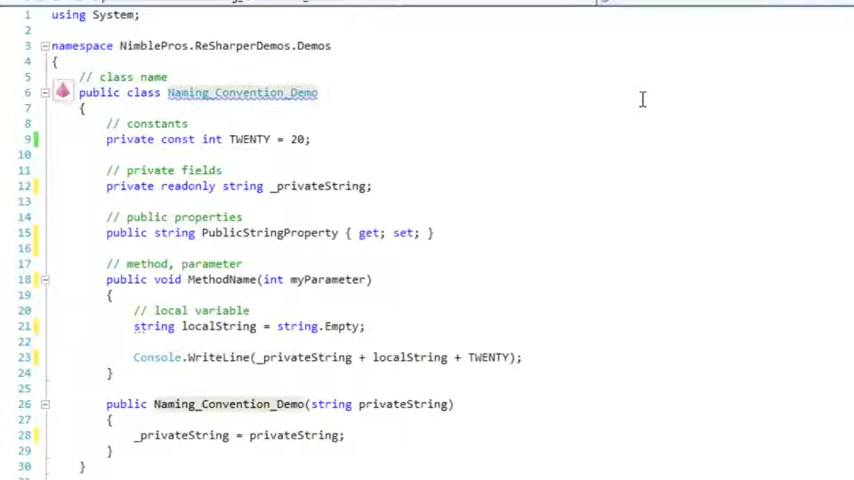 1 using System;
2
3 namespace NimblePros.ReSharperDemos.Demos
4 {
5 // class name
6 public class Naming_Convention_Demo
7 {
8 // constants
9 private const int TWENTY = 20;
10
11 // private fields
12 private readonly string _privateString;
13
14 // public properties
15 public string PublicStringProperty { get; set; }
16
17 // method, parameter
18 public void MethodName(int myParameter)
19 {
20 // local variable
21 string localString = string.Empty;
22
23 Console.WriteLine(_privateString + localString + TWENTY);
24 }
25
26 public Naming_Convention_Demo(string privateString)
27 {
28 _privateString = privateString;
29 }
30 }